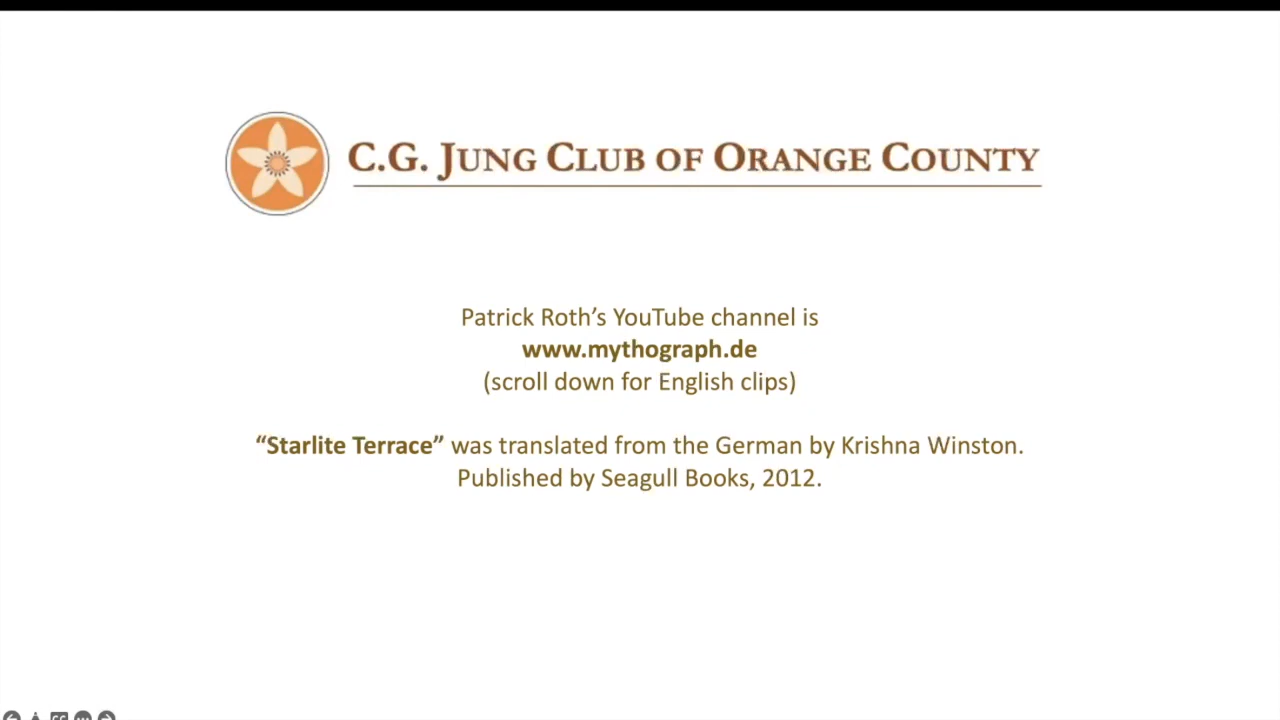 C.G. JUNG CLUB OF ORANGE COUNTY
Patrick Roth’s YouTube channel is
www.mythograph.de
(scroll down for English clips)
“Starlite Terrace” was translated from the German by Krishna Winston.
Published by Seagull Books, 2012.